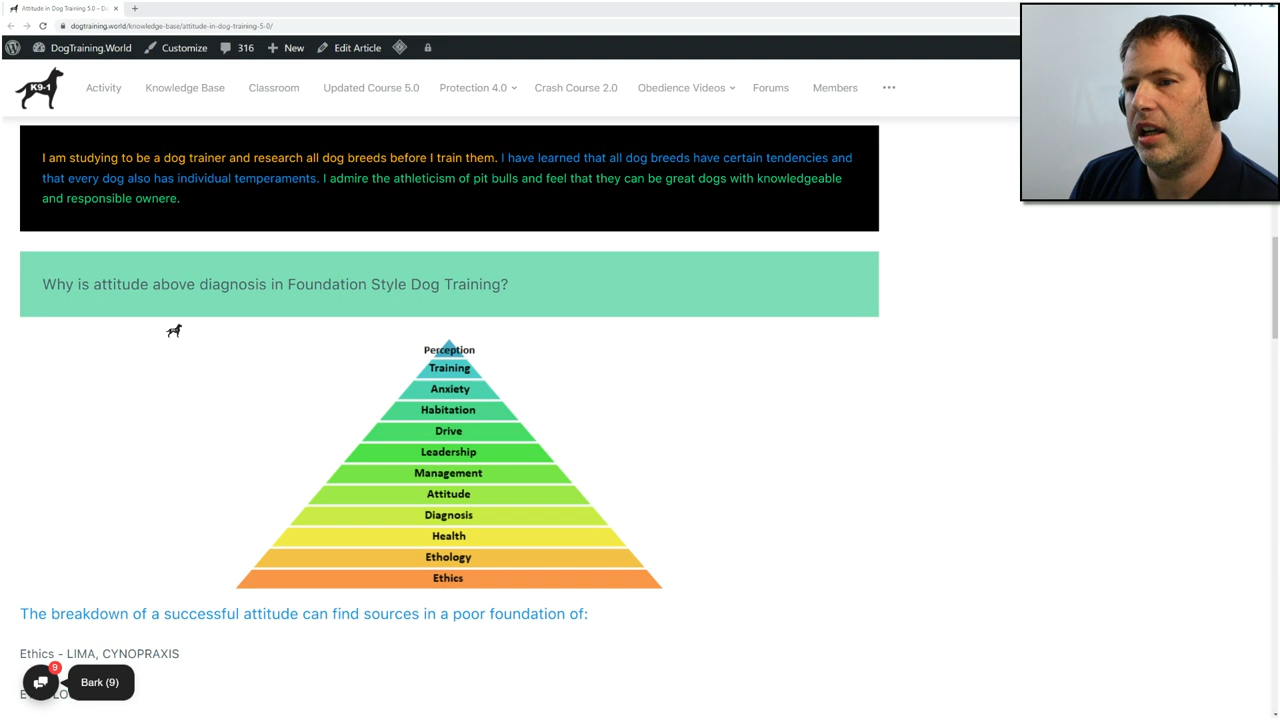 Attitude in Dog Training 5.0 – D
dogtraining.world/knowledge-base/attitude-in-dog-training-5-0/
DogTraining.World Customize 316 New Edit Article
K9-1 Activity Knowledge Base Classroom Updated Course 5.0 Protection 4.0 Crash Course 2.0 Obedience Videos Forums Members
I am studying to be a dog trainer and research all dog breeds before I train them. I have learned that all dog breeds have certain tendencies and
that every dog also has individual temperaments. I admire the athleticism of pit bulls and feel that they can be great dogs with knowledgeable
and responsible ownere.
Why is attitude above diagnosis in Foundation Style Dog Training?
Perception
Training
Anxiety
Habitation
Drive
Leadership
Management
Attitude
Diagnosis
Health
Ethology
Ethics
The breakdown of a successful attitude can find sources in a poor foundation of:
Ethics - LIMA, CYNOPRAXIS
9
Bark (9)